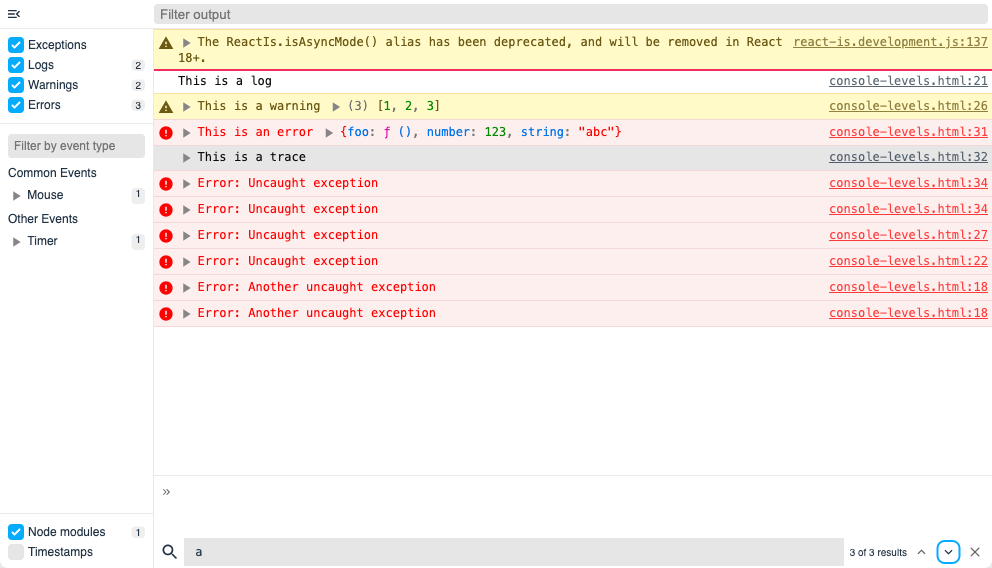 Filter output
Exceptions
Logs 2
Warnings 2
Errors 3
Filter by event type
Common Events
Mouse 1
Other Events
Timer 1
Node modules 1
Timestamps
The ReactIs.isAsyncMode() alias has been deprecated, and will be removed in React react-is.development.js:137
18+.
This is a log console-levels.html:21
This is a warning (3) [1, 2, 3] console-levels.html:26
This is an error {foo: ƒ (), number: 123, string: "abc"} console-levels.html:31
This is a trace console-levels.html:32
Error: Uncaught exception console-levels.html:34
Error: Uncaught exception console-levels.html:34
Error: Uncaught exception console-levels.html:27
Error: Uncaught exception console-levels.html:22
Error: Another uncaught exception console-levels.html:18
Error: Another uncaught exception console-levels.html:18
»
a 3 of 3 results